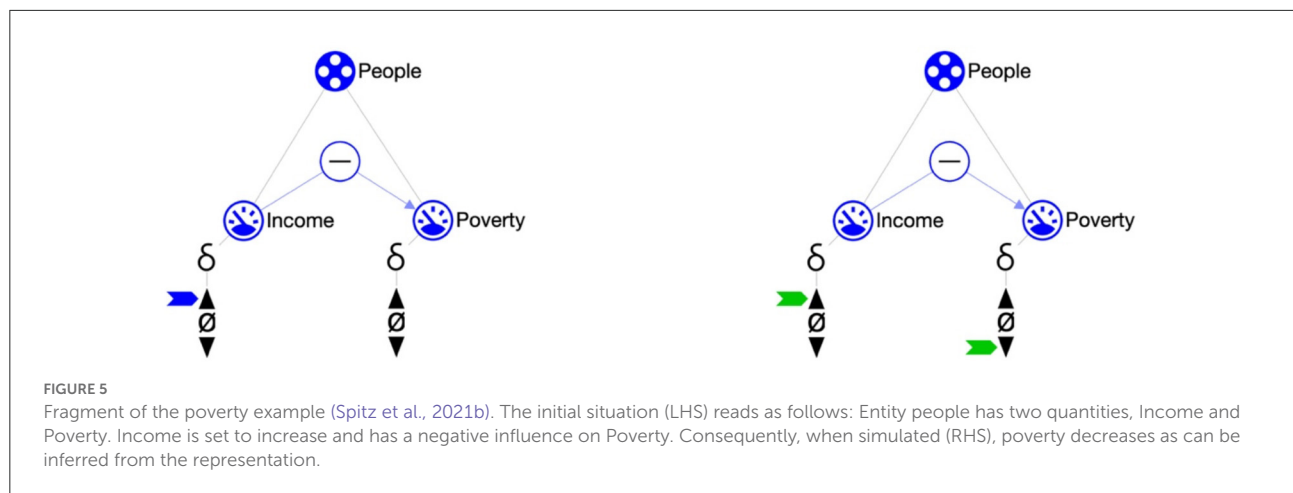 People
People
—
—
Income
Poverty
Income
Poverty
δ
δ
δ
δ
Ø
Ø
Ø
Ø
FIGURE 5
Fragment of the poverty example (Spitz et al., 2021b). The initial situation (LHS) reads as follows: Entity people has two quantities, Income and
Poverty. Income is set to increase and has a negative influence on Poverty. Consequently, when simulated (RHS), poverty decreases as can be
inferred from the representation.